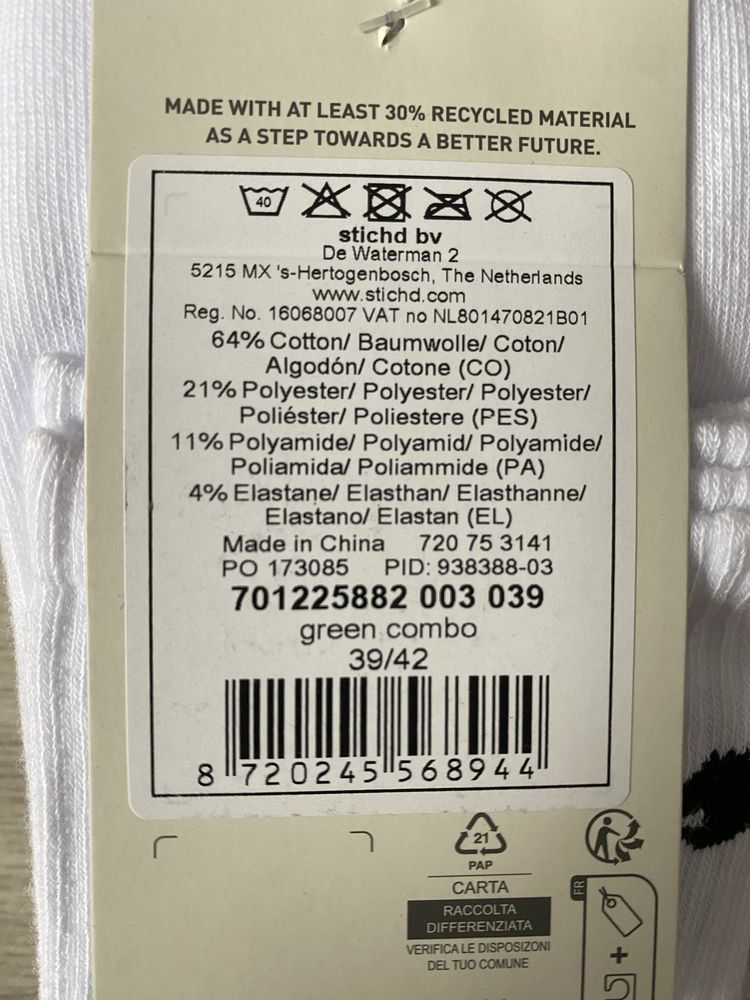 MADE WITH AT LEAST 30% RECYCLED MATERIAL
AS A STEP TOWARDS A BETTER FUTURE.
40
stichd bv
De Waterman 2
5215 MX 's-Hertogenbosch, The Netherlands
www.stichd.com
Reg. No. 16068007 VAT no NL801470821B01
64% Cotton/ Baumwolle/ Coton/
Algodón/ Cotone (CO)
21% Polyester/ Polyester/ Polyester/
Poliéster/ Poliestere (PES)
11% Polyamide/ Polyamid/ Polyamide/
Poliamida/ Poliammide (PA)
4% Elastane/ Elasthan/ Elasthanne/
Elastano/ Elastan (EL)
Made in China 720 75 3141
PO 173085 PID: 938388-03
701225882 003 039
green combo
39/42
8 720245 568944
21
PAP
CARTA
RACCOLTA
DIFFERENZIATA
VERIFICA LE DISPOSIZONI
DEL TUO COMUNE
FR
+